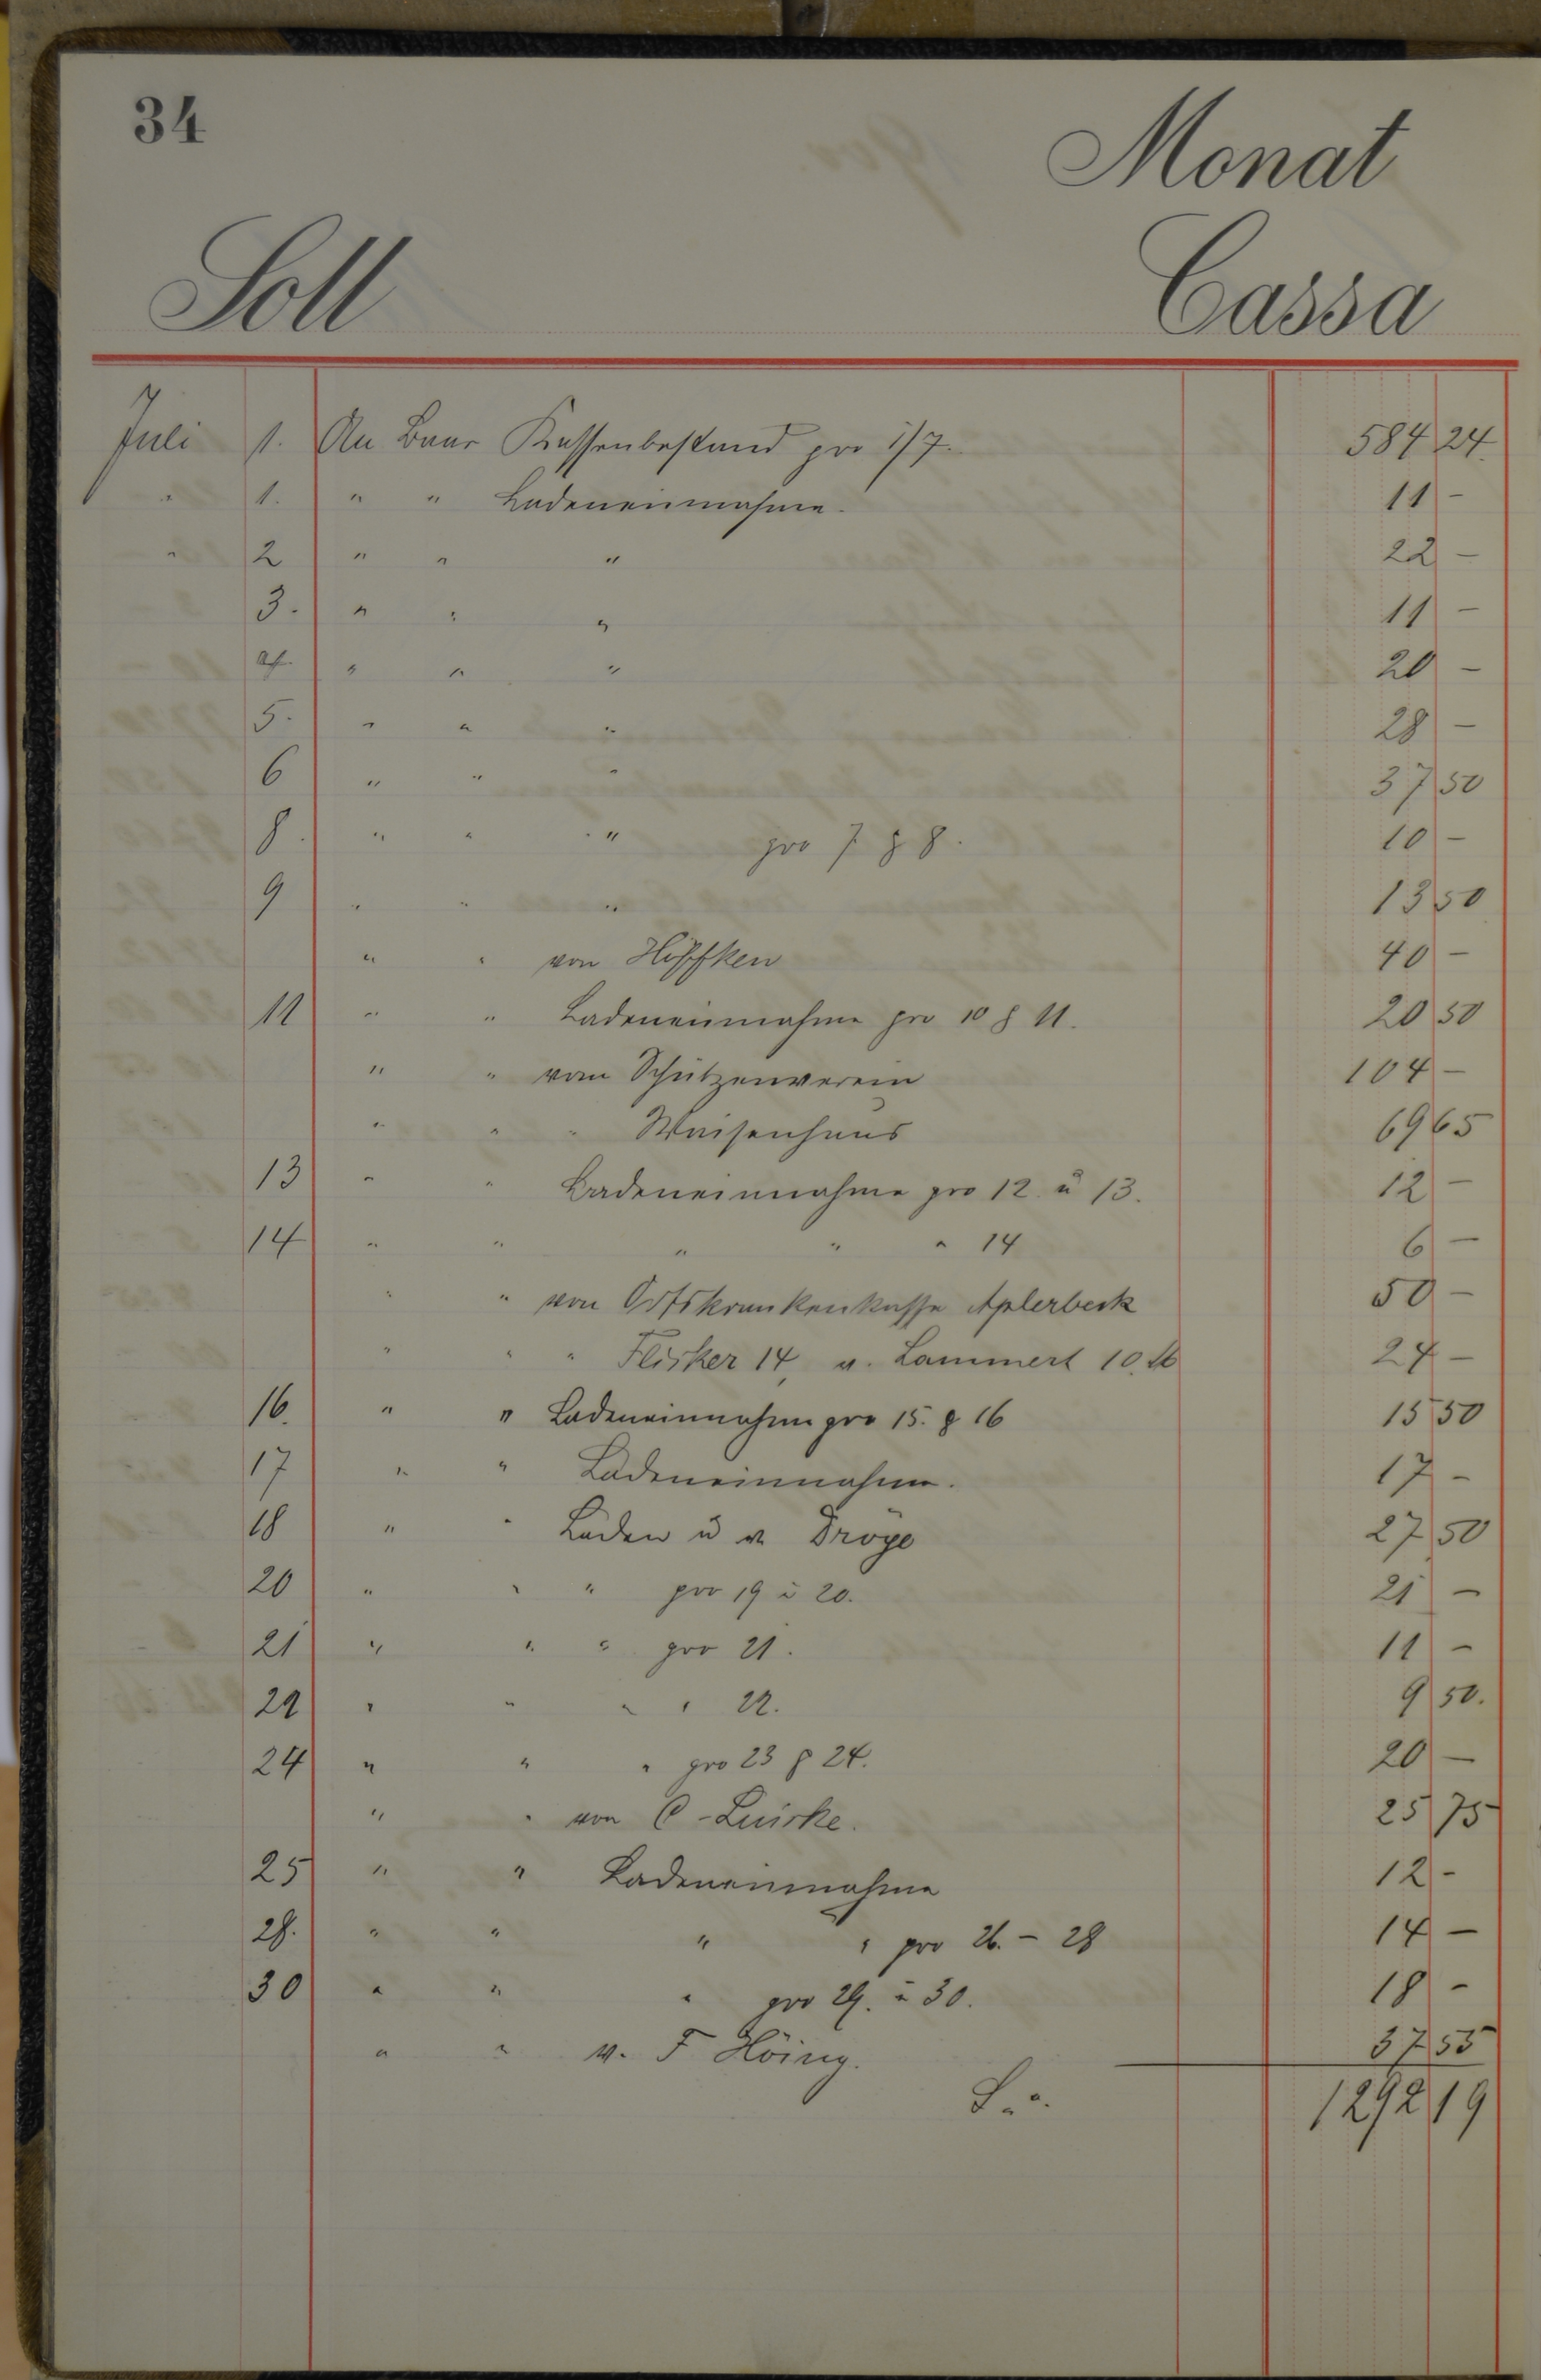 34
Monat
Soll Cassa
Juli 1. An Baar Kassenbestand pro 1/7. 584 24.
" 1. " " Ladeneinnahme. 11 -
" 2 " " " 22 -
3. " " " 11 -
4. " " " 20 -
5. " " " 28 -
6 " " " 37 50
8. " " " pro 7 & 8. 10 -
9 " " " 13 50
" " von Höffken 40 -
11 " " Ladeneinnahme pro 10 & 11. 20 50
" " vom Schützenverein 104 -
" " " Waisenhaus 69 65
13 " " Ladeneinnahme pro 12. u 13. 12 -
14 " " " " " 14 6 -
" " von Ortskrankenkasse Aplerbeck 50 -
" " " Flisker 14, u. Lammert 10. M 24 -
16. " " Ladeneinnahme pro 15. & 16 15 50
17 " " Ladeneinnahme. 17 -
18 " " Laden u v Dröge 27 50
20 " " " pro 19 u 20. 21 -
21 " " " pro 21. 11 -
22 " " " " 22. 9 50.
24 " " " pro 23 & 24. 20 -
" " von C. Luirke. 25 75
25 " " Ladeneinnahme 12 -
28. " " " " pro 26. - 28 14 -
30 " " " pro 29. u 30. 18 -
" " v. F Höing. 37 55
1292 19